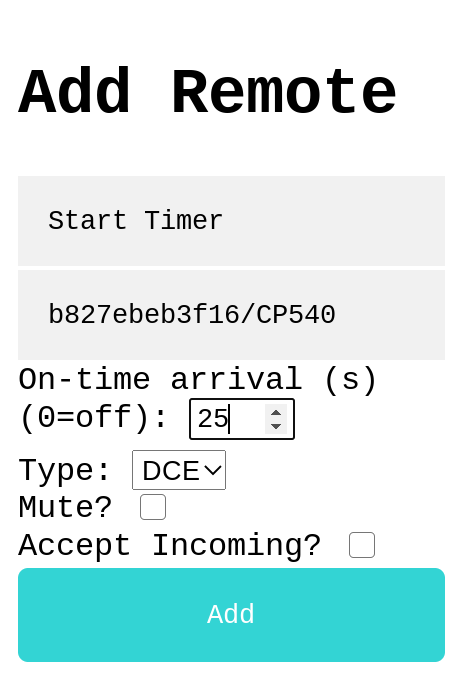 Add Remote
Start Timer
b827ebeb3f16/CP540
On-time arrival (s)
(0=off): 25
Type: DCE
Mute?
Accept Incoming?
Add